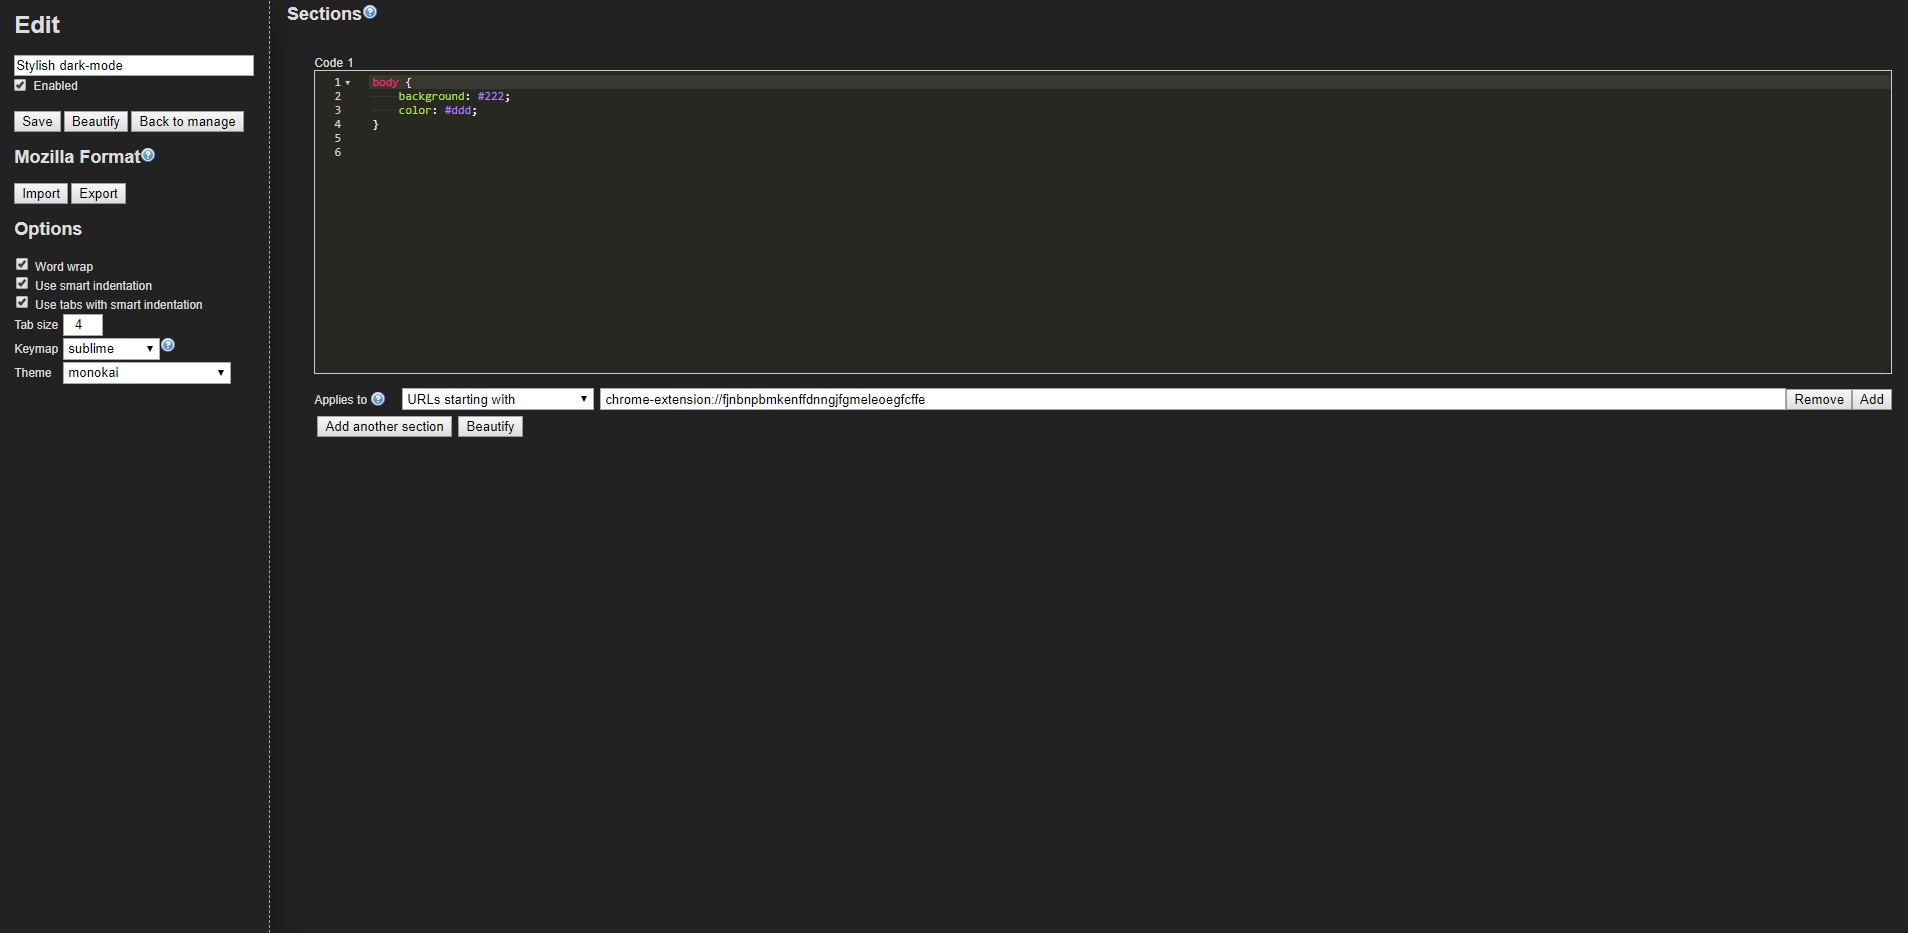 Edit
Stylish dark-mode
Enabled
Save Beautify Back to manage
Mozilla Format
Import Export
Options
Word wrap
Use smart indentation
Use tabs with smart indentation
Tab size 4
Keymap sublime
Theme monokai
Sections
Code 1
1 body {
2 background: #222;
3 color: #ddd;
4 }
5
6
Applies to URLs starting with chrome-extension://fjnbnpbmkenffdnngjfgmeleoegfcffe Remove Add
Add another section Beautify